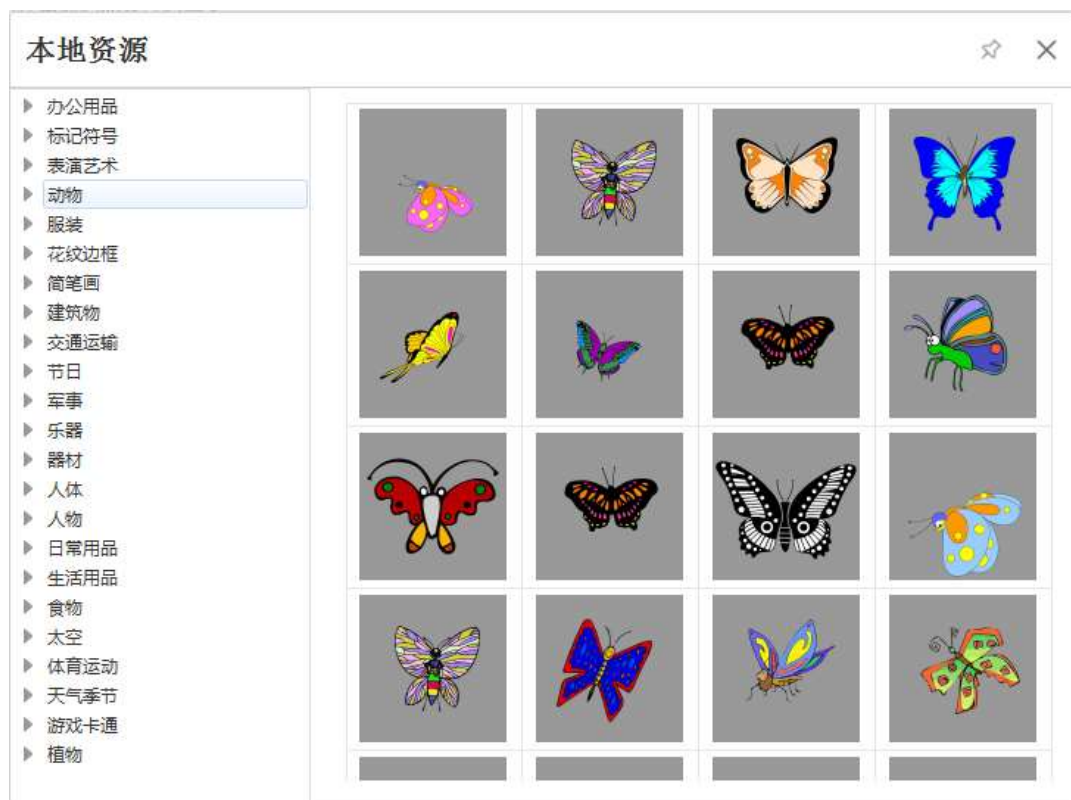 本地资源
办公用品
标记符号
表演艺术
动物
服装
花纹边框
简笔画
建筑物
交通运输
节日
军事
乐器
器材
人体
人物
日常用品
生活用品
食物
太空
体育运动
天气季节
游戏卡通
植物